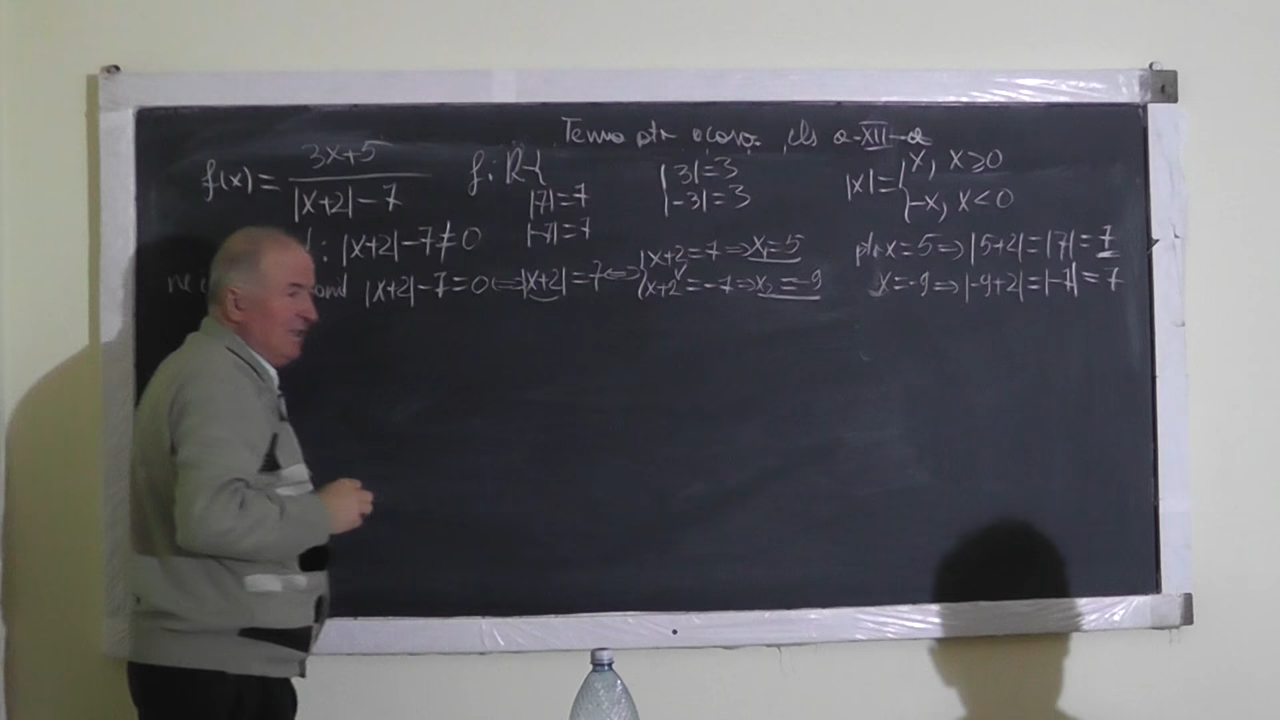 Tema ptr acasă cls a-XII-a
f(x) = (3x+5) / (|x+2|-7)
f: R-{
|7|=7
|-7|=7
|3|=3
|-3|=3
|x| = { x, x≥0
-x, x<0
: |x+2|-7≠0
|x+2|-7=0 ⇔ |x+2|=7 ⇔ { x+2=7 ⇒ x₁=5
x+2=-7 ⇒ x₂=-9
ptr x=5 ⇒ |5+2|=|7|=7
x=-9 ⇒ |-9+2|=|-7|=7